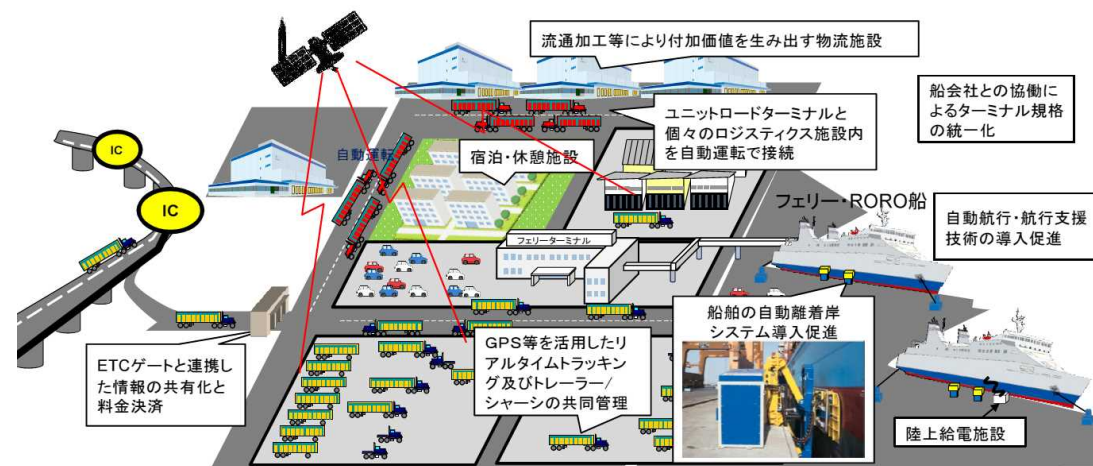 流通加工等により付加価値を生み出す物流施設
船会社との協働に
よるターミナル規格
の統一化
ユニットロードターミナルと
個々のロジスティクス施設内
を自動運転で接続
IC
自動運転
宿泊・休憩施設
IC
フェリー・RORO船
自動航行・航行支援
技術の導入促進
フェリーターミナル
船舶の自動離着岸
システム導入促進
GPS等を活用したリ
アルタイムトラッキン
グ及びトレーラー/
シャーシの共同管理
ETCゲートと連携し
た情報の共有化と
料金決済
陸上給電施設